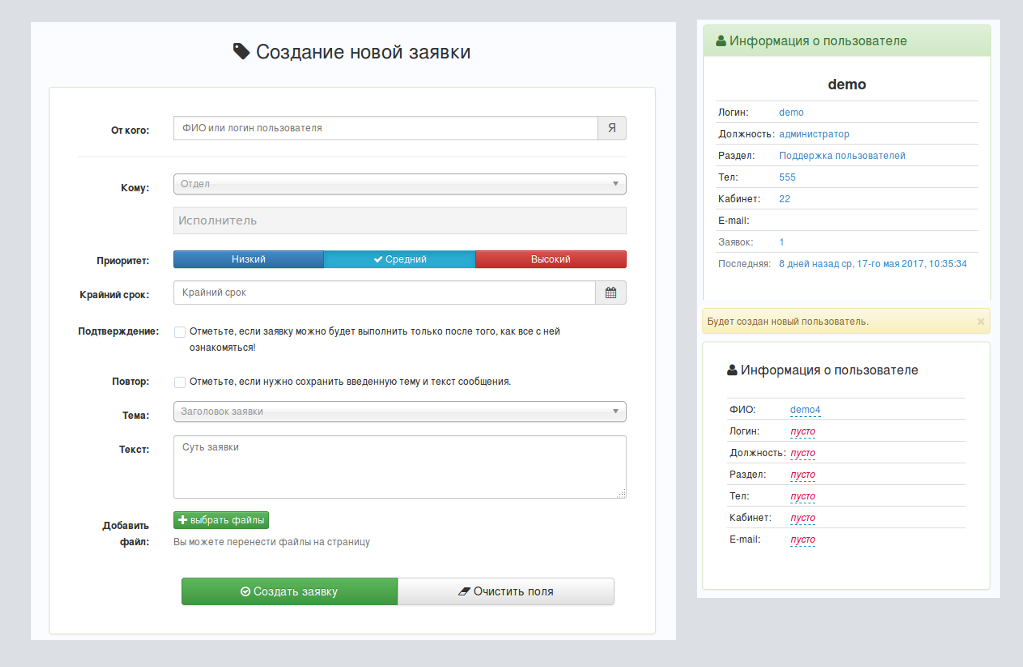 Создание новой заявки
От кого: ФИО или логин пользователя Я
Кому: Отдел
Исполнитель
Приоритет: Низкий Средний Высокий
Крайний срок: Крайний срок
Подтверждение: Отметьте, если заявку можно будет выполнить только после того, как все с ней
ознакомяться!
Повтор: Отметьте, если нужно сохранить введенную тему и текст сообщения.
Тема: Заголовок заявки
Текст: Суть заявки
Добавить
файл:
выбрать файлы
Вы можете перенести файлы на страницу
Создать заявку Очистить поля
Информация о пользователе
demo
Логин: demo
Должность: администратор
Раздел: Поддержка пользователей
Тел: 555
Кабинет: 22
E-mail:
Заявок: 1
Последняя: 8 дней назад ср, 17-го мая 2017, 10:35:34
Будет создан новый пользователь. ×
Информация о пользователе
ФИО: demo4
Логин: пусто
Должность: пусто
Раздел: пусто
Тел: пусто
Кабинет: пусто
E-mail: пусто